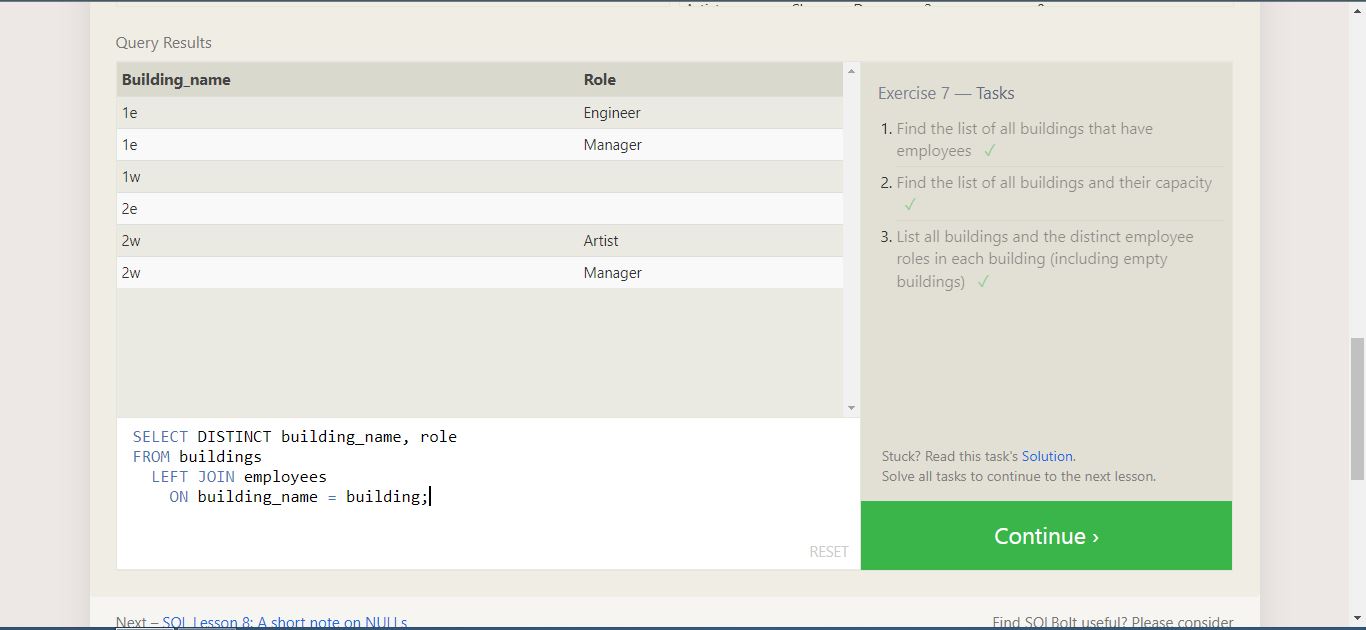 Query Results
Building_name Role
1e Engineer
1e Manager
1w
2e
2w Artist
2w Manager
SELECT DISTINCT building_name, role
FROM buildings
LEFT JOIN employees
ON building_name = building;
RESET
Exercise 7 — Tasks
1. Find the list of all buildings that have
employees ✓
2. Find the list of all buildings and their capacity
✓
3. List all buildings and the distinct employee
roles in each building (including empty
buildings) ✓
Stuck? Read this task's Solution.
Solve all tasks to continue to the next lesson.
Continue ›
Next – SQL Lesson 8: A short note on NULLs
Find SQLBolt useful? Please consider